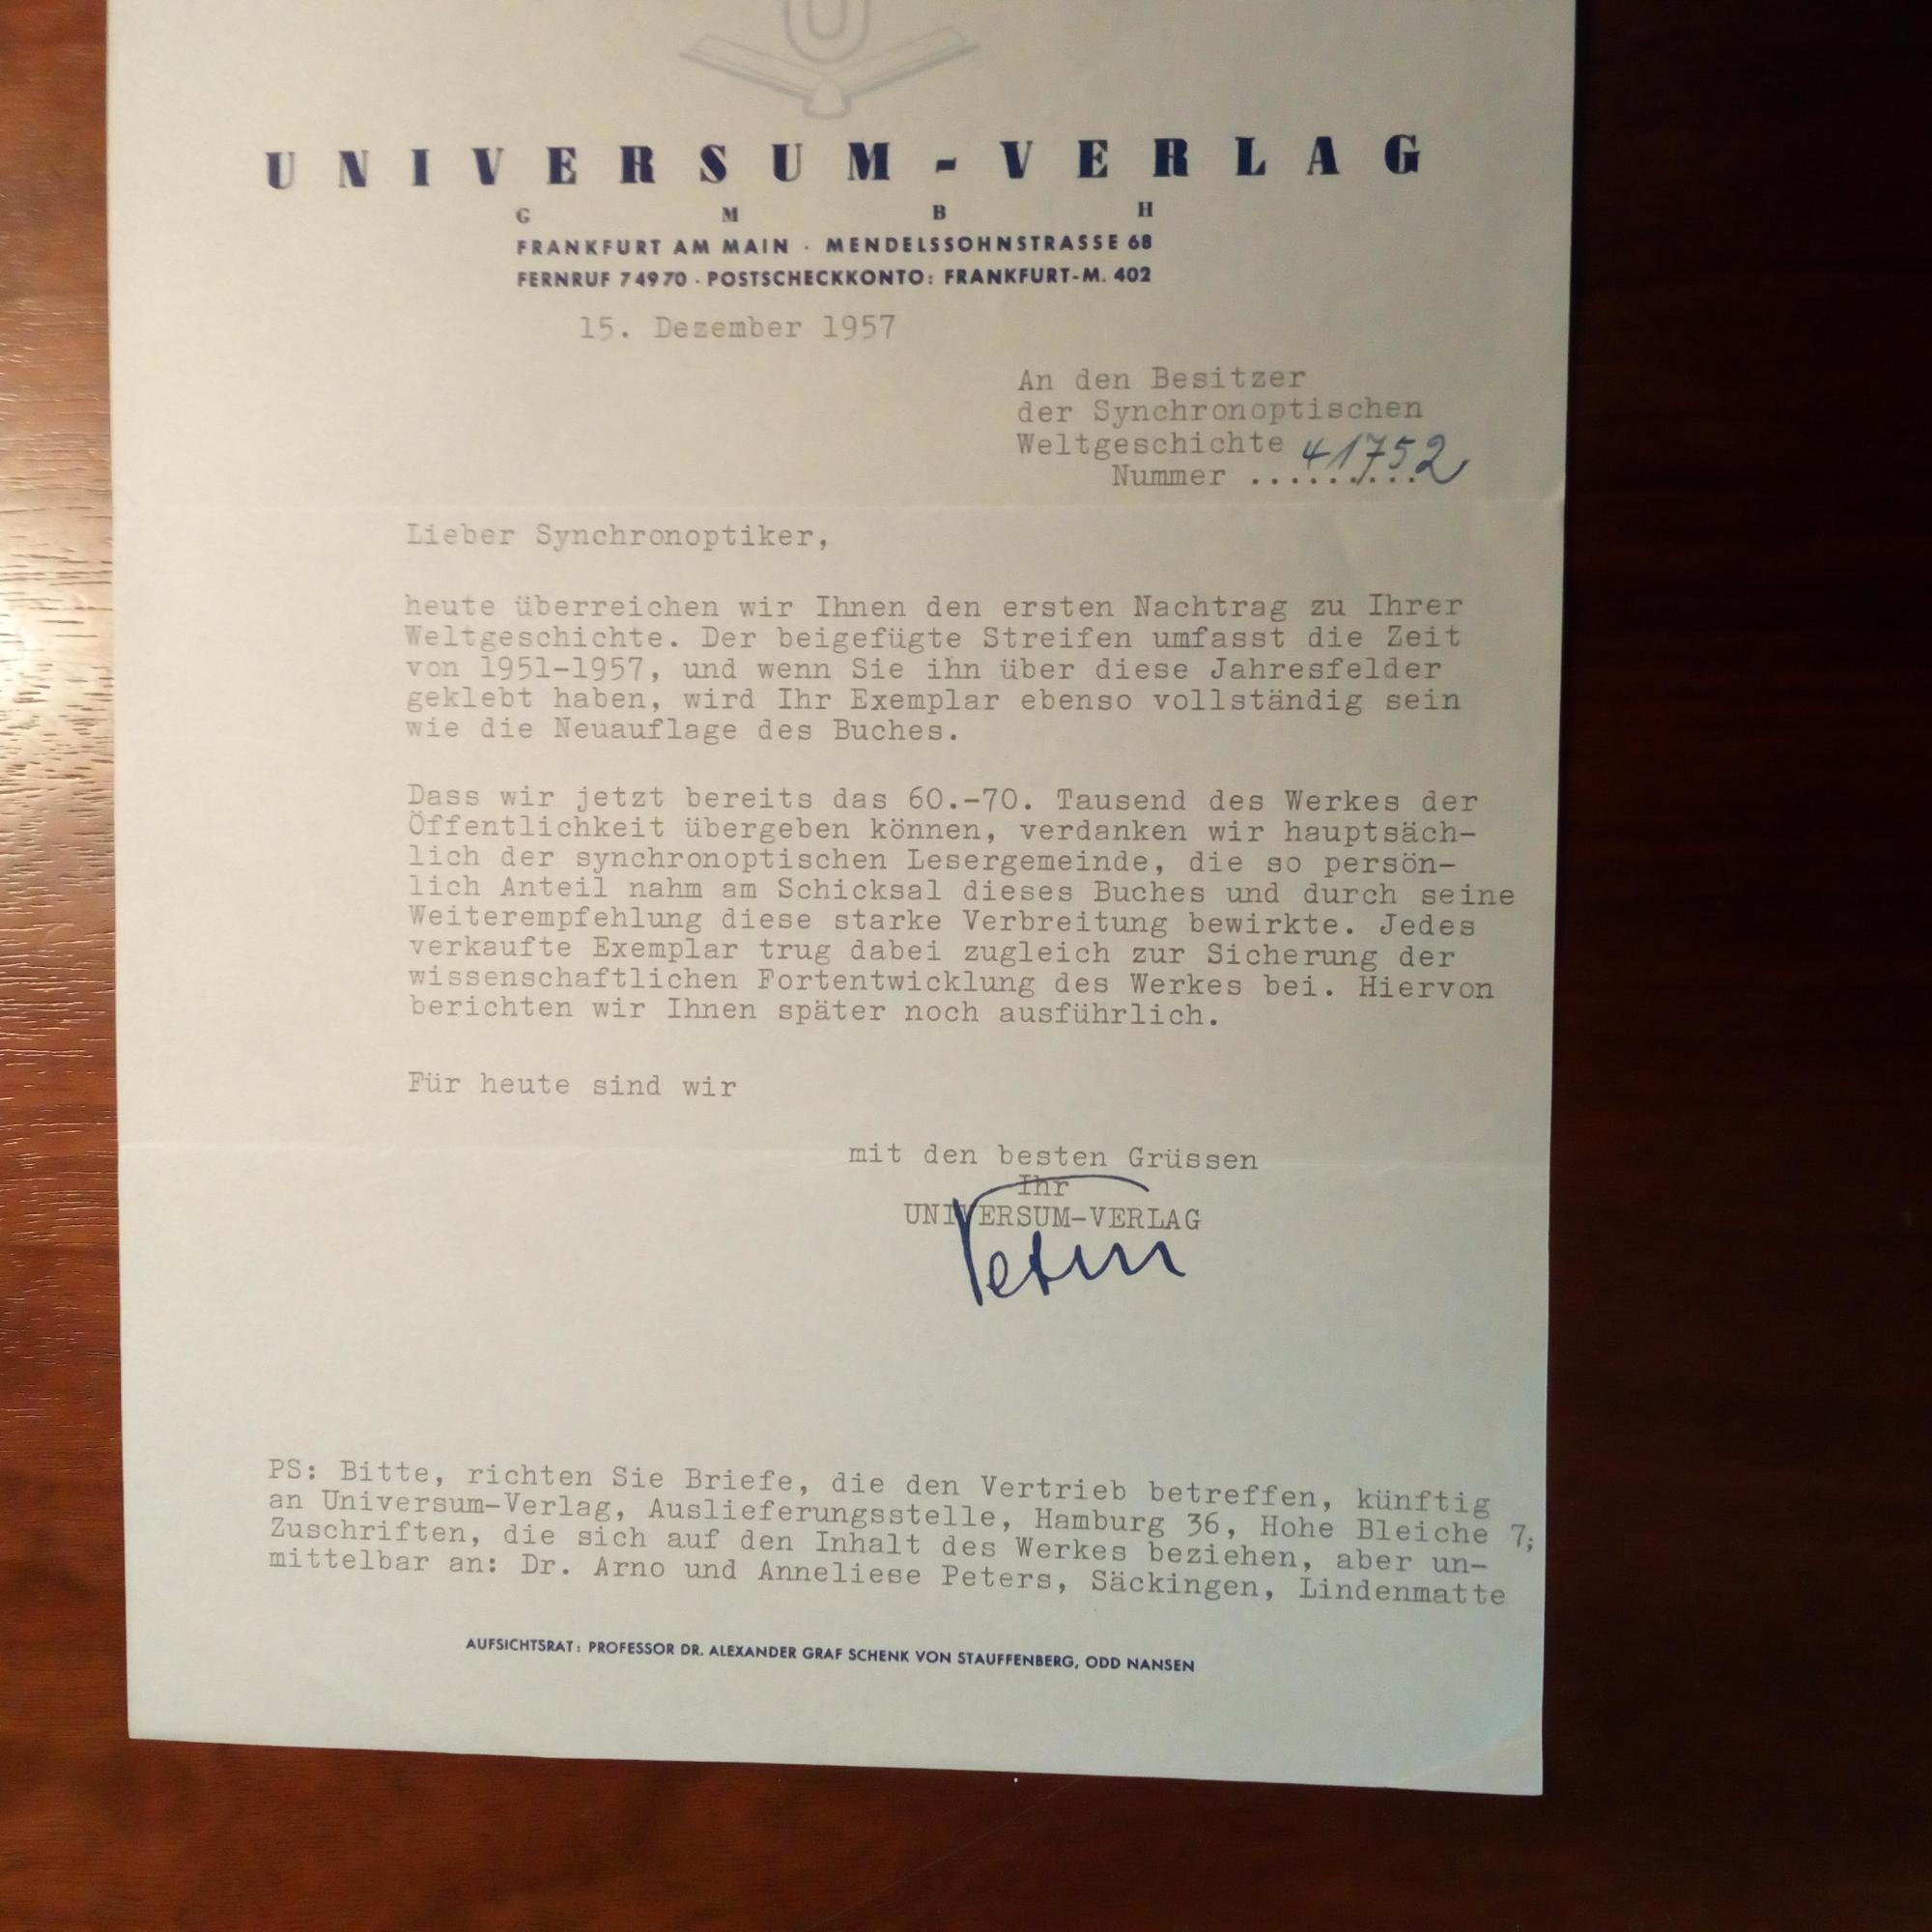 U
UNIVERSUM-VERLAG
GMBH
FRANKFURT AM MAIN · MENDELSSOHNSTRASSE 68
FERNRUF 74970 · POSTSCHECKKONTO: FRANKFURT-M. 402
15. Dezember 1957
An den Besitzer
der Synchronoptischen
Weltgeschichte
Nummer .......... 41752
Lieber Synchronoptiker,
heute überreichen wir Ihnen den ersten Nachtrag zu Ihrer
Weltgeschichte. Der beigefügte Streifen umfasst die Zeit
von 1951-1957, und wenn Sie ihn über diese Jahresfelder
geklebt haben, wird Ihr Exemplar ebenso vollständig sein
wie die Neuauflage des Buches.
Dass wir jetzt bereits das 60.-70. Tausend des Werkes der
Öffentlichkeit übergeben können, verdanken wir hauptsäch-
lich der synchronoptischen Lesergemeinde, die so persön-
lich Anteil nahm am Schicksal dieses Buches und durch seine
Weiterempfehlung diese starke Verbreitung bewirkte. Jedes
verkaufte Exemplar trug dabei zugleich zur Sicherung der
wissenschaftlichen Fortentwicklung des Werkes bei. Hiervon
berichten wir Ihnen später noch ausführlich.
Für heute sind wir
mit den besten Grüssen
Ihr
UNIVERSUM-VERLAG
Peters
PS: Bitte, richten Sie Briefe, die den Vertrieb betreffen, künftig
an Universum-Verlag, Auslieferungsstelle, Hamburg 36, Hohe Bleiche 7;
Zuschriften, die sich auf den Inhalt des Werkes beziehen, aber un-
mittelbar an: Dr. Arno und Anneliese Peters, Säckingen, Lindenmatte
AUFSICHTSRAT: PROFESSOR DR. ALEXANDER GRAF SCHENK VON STAUFFENBERG, ODD NANSEN